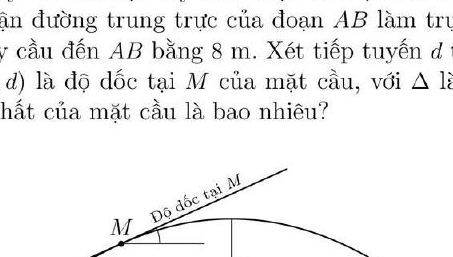 ận đường trung trực của đoạn AB làm trụ
y cầu đến AB bằng 8 m. Xét tiếp tuyến d
d) là độ dốc tại M của mặt cầu, với Δ là
hất của mặt cầu là bao nhiêu?
Độ dốc tại M
M